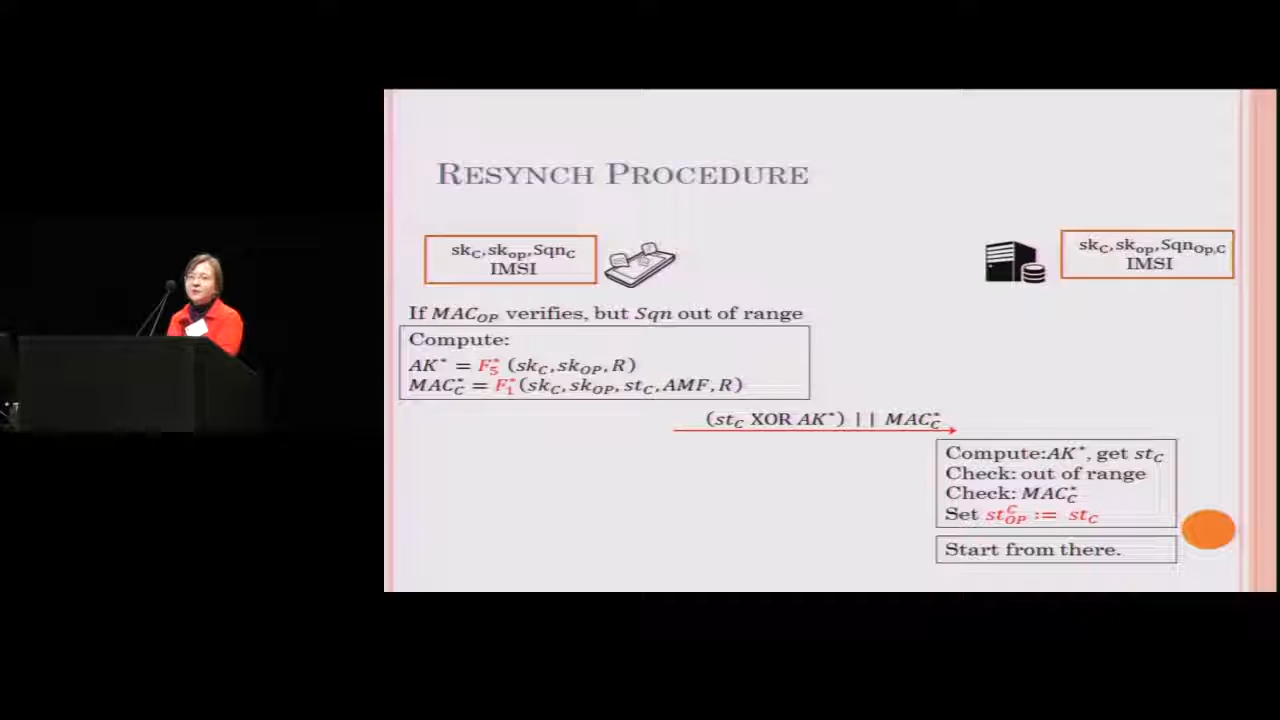 RESYNCH PROCEDURE
sk_C,sk_op,Sqn_C
IMSI
sk_C,sk_op,Sqn_Op,C
IMSI
If MAC_OP verifies, but Sqn out of range
Compute:
AK* = F₅* (sk_C,sk_OP,R)
MAC_C* = F₁*(sk_C,sk_OP,st_C,AMF,R)
(st_C XOR AK*) || MAC_C*
Compute:AK*, get st_C
Check: out of range
Check: MAC_C*
Set st_OP^C := st_C
Start from there.